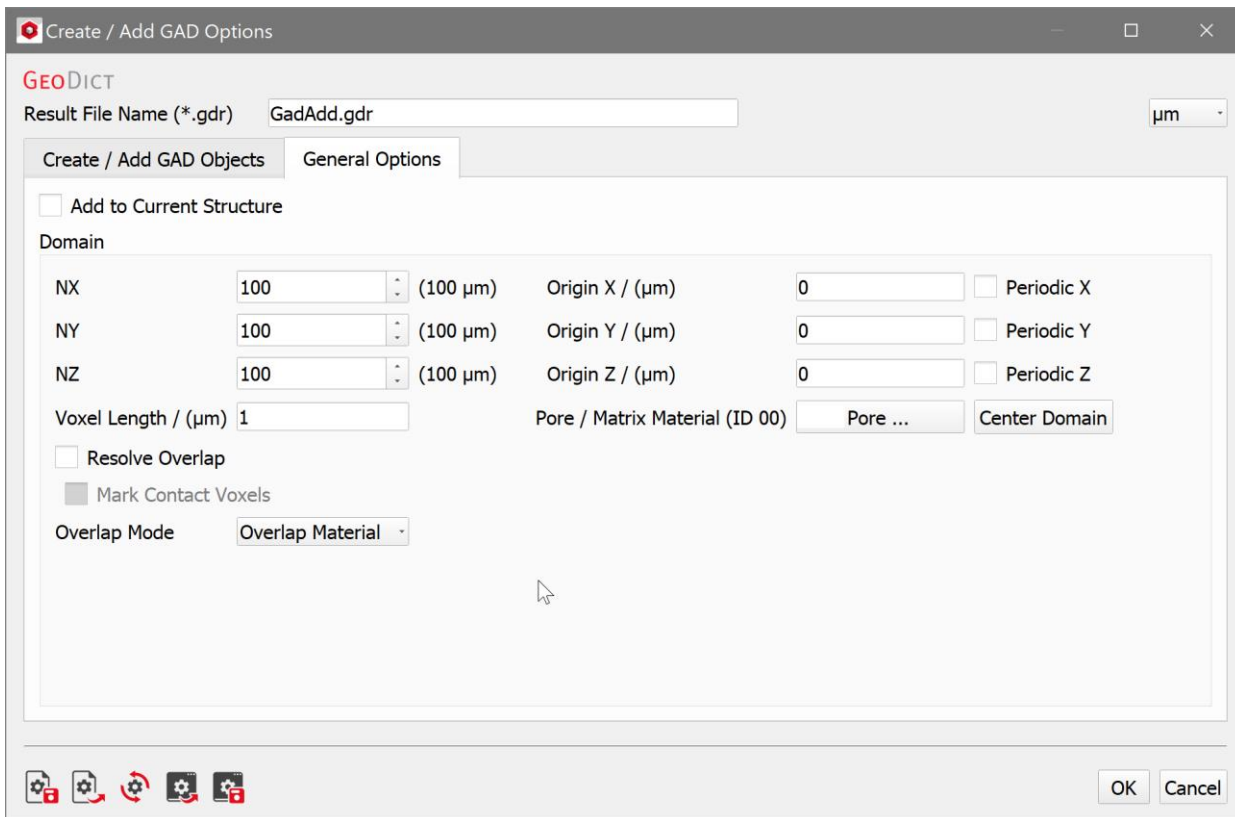 Create / Add GAD Options
GEODICT
Result File Name (*.gdr) GadAdd.gdr µm
Create / Add GAD Objects General Options
Add to Current Structure
Domain
NX 100 (100 µm) Origin X / (µm) 0 Periodic X
NY 100 (100 µm) Origin Y / (µm) 0 Periodic Y
NZ 100 (100 µm) Origin Z / (µm) 0 Periodic Z
Voxel Length / (µm) 1 Pore / Matrix Material (ID 00) Pore ... Center Domain
Resolve Overlap
Mark Contact Voxels
Overlap Mode Overlap Material
OK Cancel